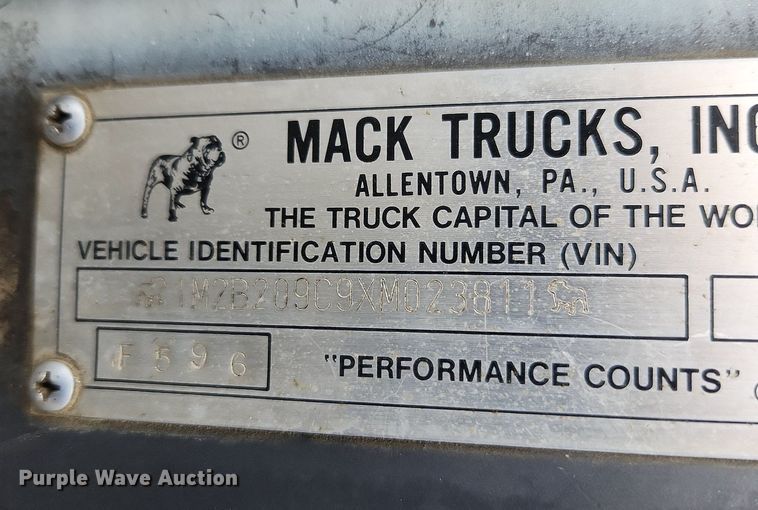 ®
MACK TRUCKS, INC
ALLENTOWN, PA., U.S.A.
THE TRUCK CAPITAL OF THE WO
VEHICLE IDENTIFICATION NUMBER (VIN)
1M2B209C9XM023811
F596
"PERFORMANCE COUNTS"
Purple Wave Auction